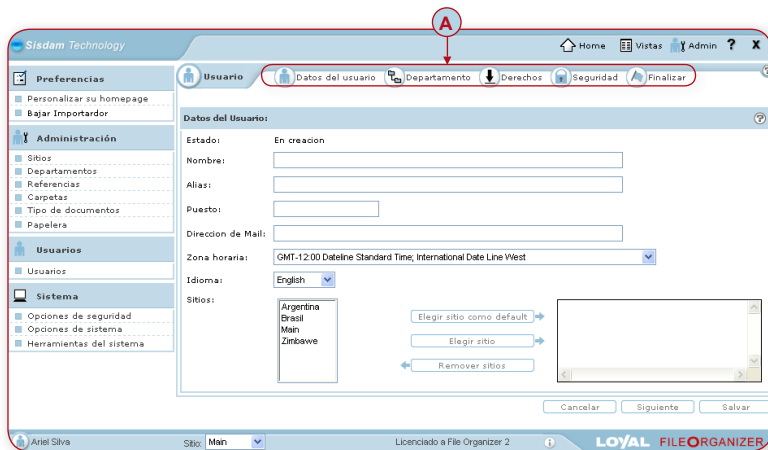 A
Sisdam Technology
Home Vistas Admin ? X
Preferencias
Personalizar su homepage
Bajar Importardor
Administración
Sitios
Departamentos
Referencias
Carpetas
Tipo de documentos
Papelera
Usuarios
Usuarios
Sistema
Opciones de seguridad
Opciones de sistema
Herramientas del sistema
Usuario Datos del usuario Departamento Derechos Seguridad Finalizar
Datos del Usuario: ?
Estado: En creacion
Nombre:
Alias:
Puesto:
Direccion de Mail:
Zona horaria: GMT-12:00 Dateline Standard Time; International Date Line West
Idioma: English
Sitios:
Argentina
Brasil
Main
Zimbawe
Elegir sitio como default
Elegir sitio
Remover sitios
Cancelar Siguiente Salvar
Ariel Silva Sitio: Main Licenciado a File Organizer 2 i LOYAL FILEORGANIZER